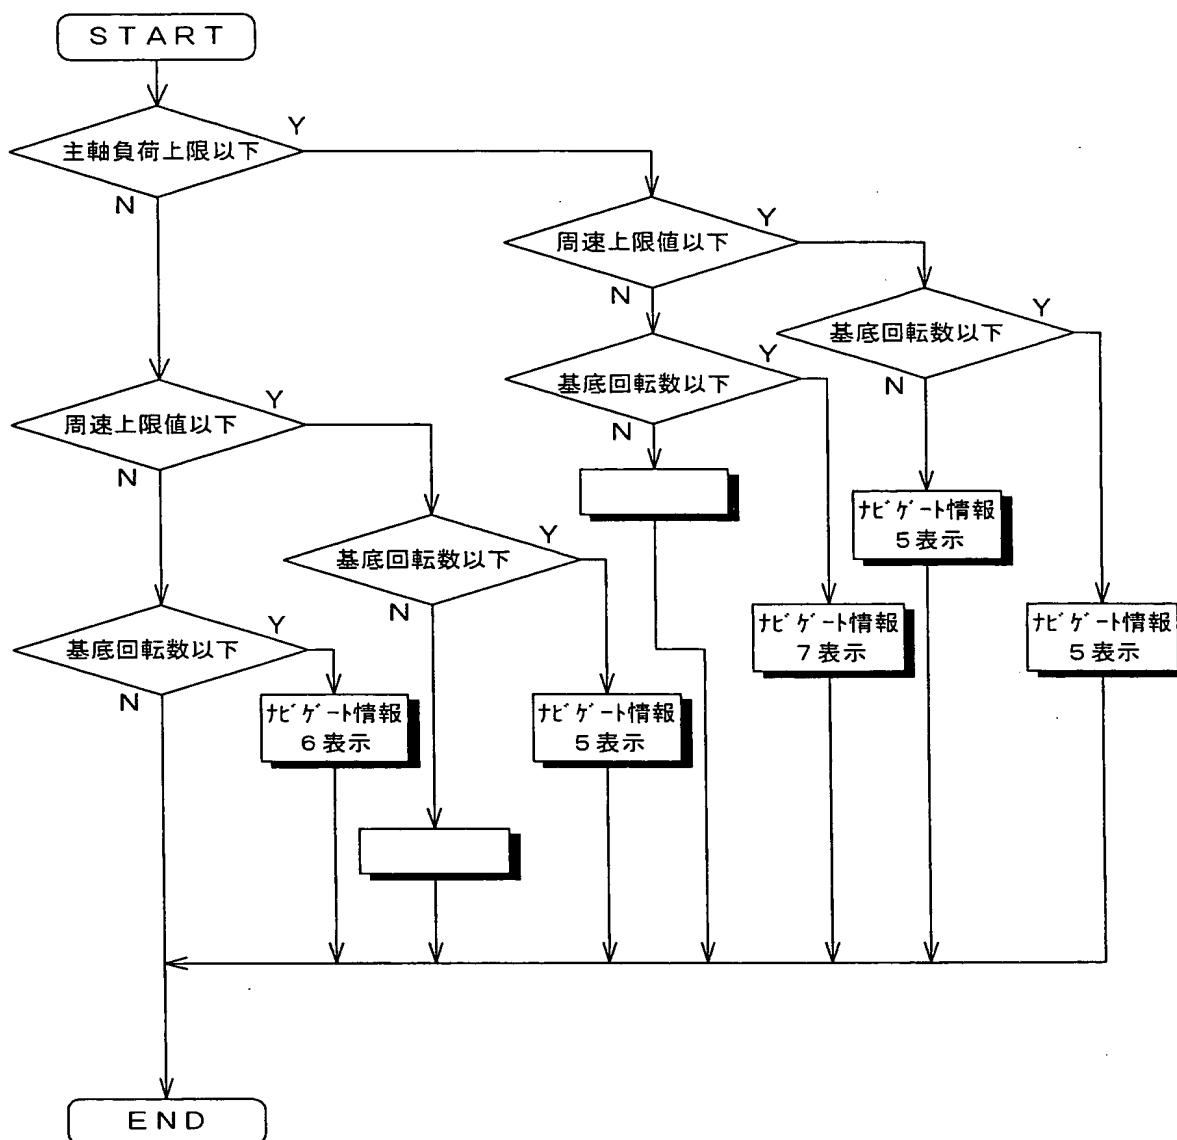 START
主軸負荷上限以下
Y
N
周速上限値以下
Y
N
基底回転数以下
Y
N
基底回転数以下
Y
N
周速上限値以下
Y
N
ナビゲート情報
5表示
基底回転数以下
Y
N
ナビゲート情報
7表示
ナビゲート情報
5表示
基底回転数以下
Y
N
ナビゲート情報
6表示
ナビゲート情報
5表示
END